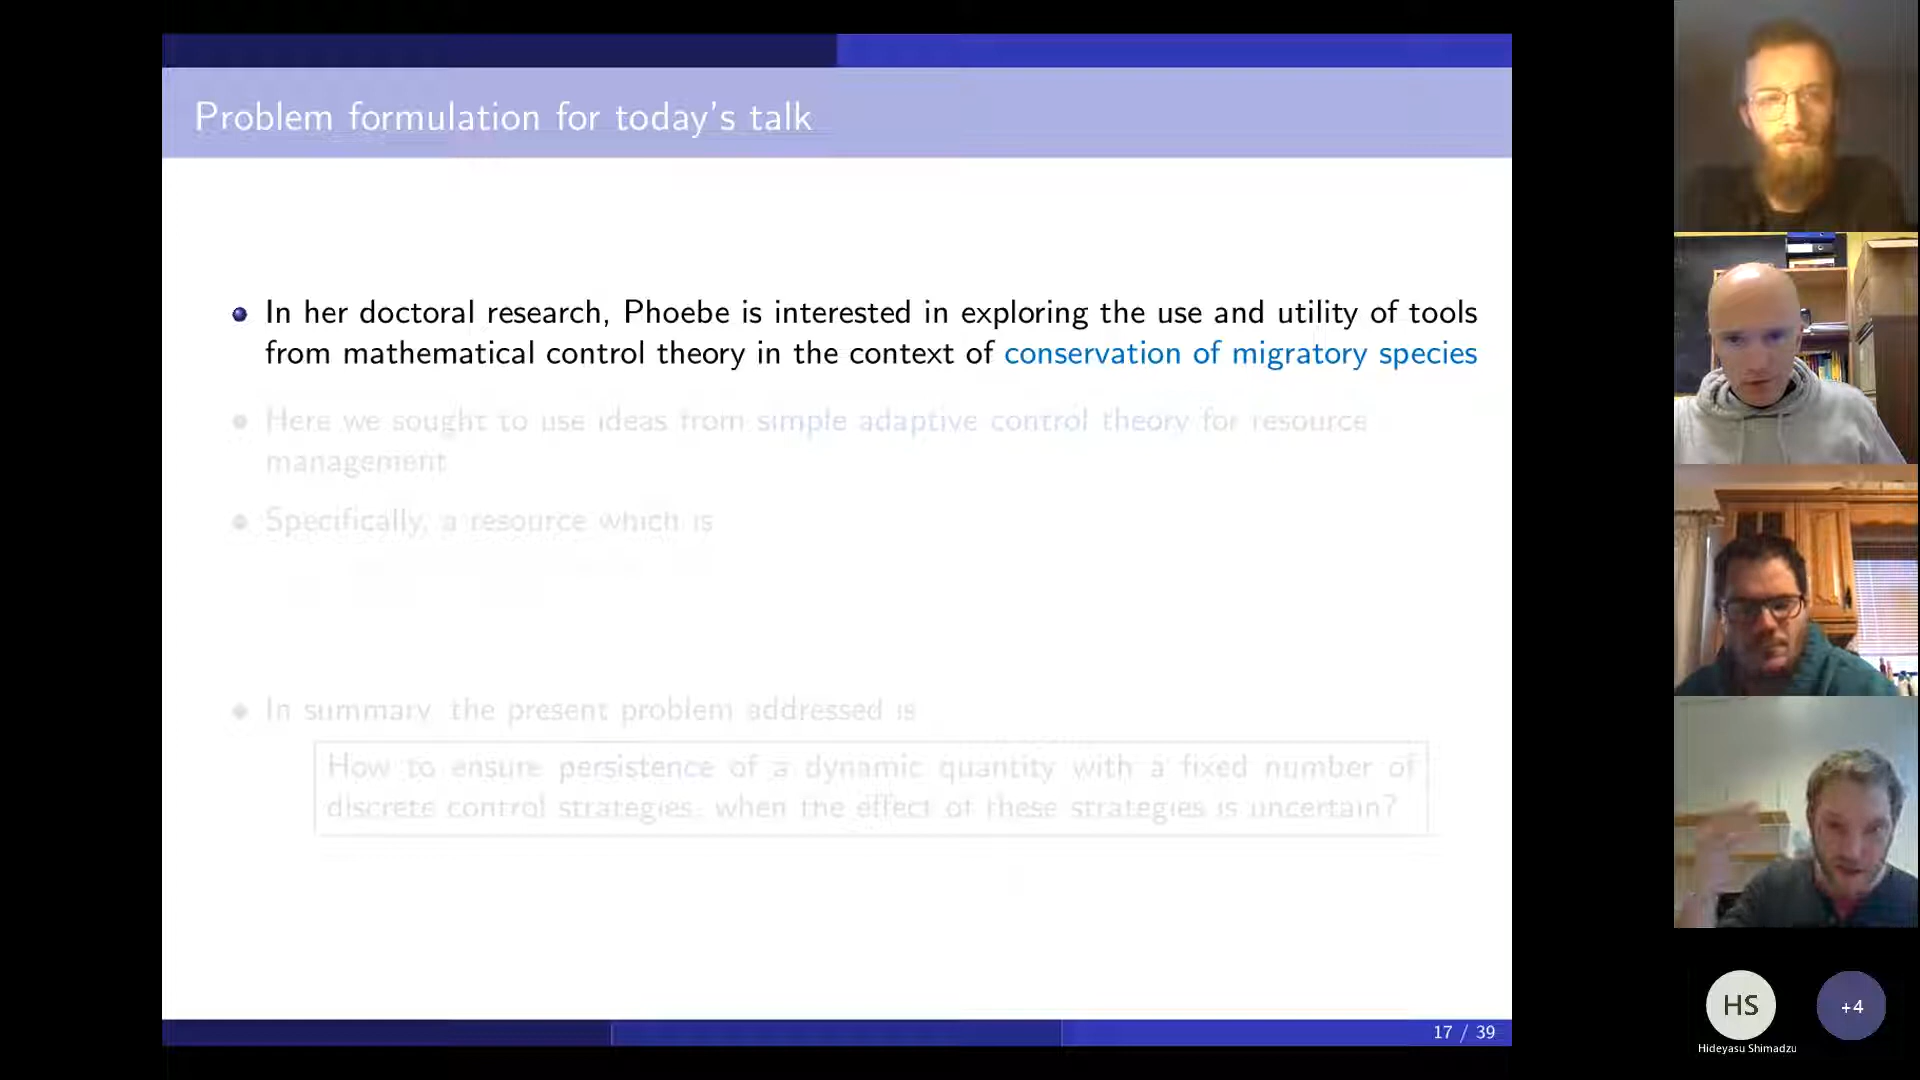 Problem formulation for today's talk
In her doctoral research, Phoebe is interested in exploring the use and utility of tools
from mathematical control theory in the context of conservation of migratory species
Here we sought to use ideas from simple adaptive control theory for resource
management
Specifically, a resource which is
In summary, the present problem addressed is
How to ensure persistence of a dynamic quantity with a fixed number of
discrete control strategies, when the effect of these strategies is uncertain?
17 / 39
HS
+4
Hideyasu Shimadzu